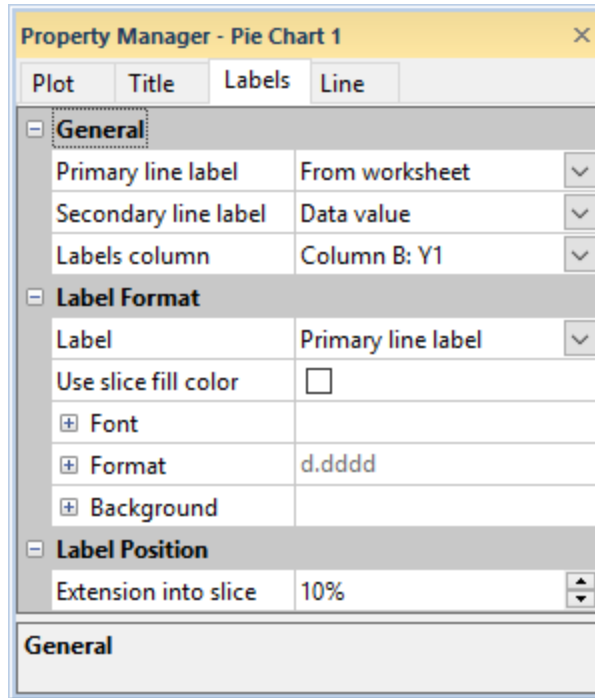 Property Manager - Pie Chart 1
Plot Title Labels Line
General
Primary line label From worksheet
Secondary line label Data value
Labels column Column B: Y1
Label Format
Label Primary line label
Use slice fill color
Font
Format d.dddd
Background
Label Position
Extension into slice 10%
General